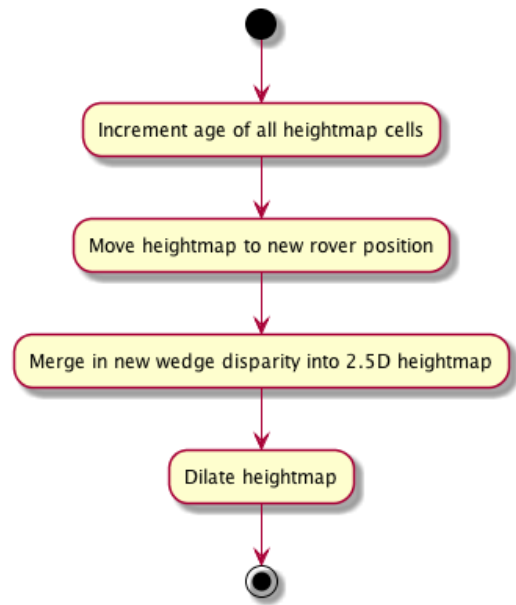 Increment age of all heightmap cells
Move heightmap to new rover position
Merge in new wedge disparity into 2.5D heightmap
Dilate heightmap